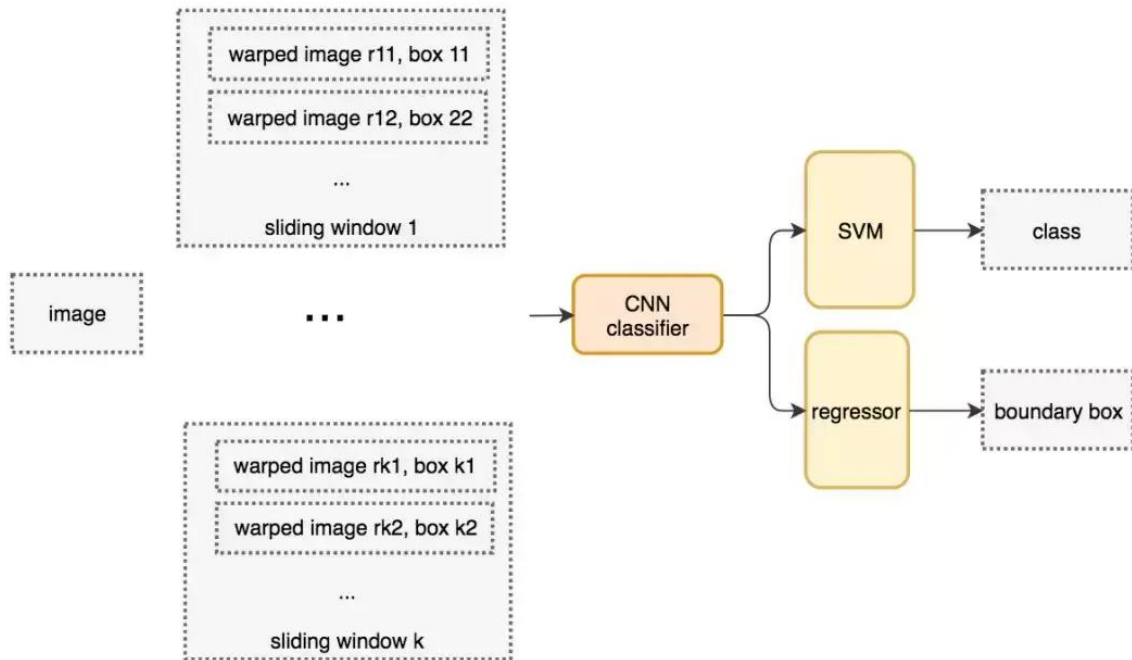 warped image r11, box 11
warped image r12, box 22
...
sliding window 1
image
...
CNN
classifier
SVM
class
regressor
boundary box
warped image rk1, box k1
warped image rk2, box k2
...
sliding window k